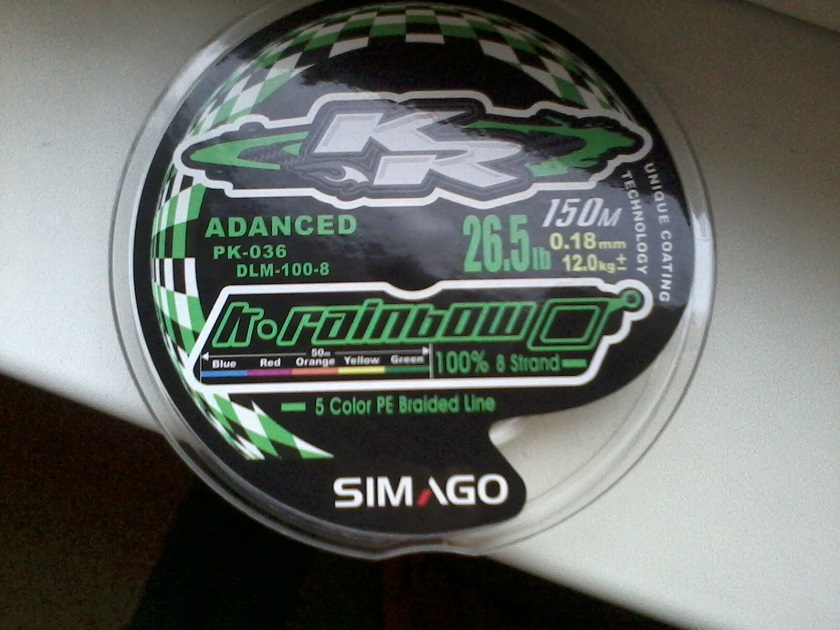 KR
ADANCED
PK-036
DLM-100-8
26.5lb
150M
0.18mm
12.0kg±
UNIQUE COATING
TECHNOLOGY
K·rainbow
50m
Blue Red Orange Yellow Green
100% 8 Strand
5 Color PE Braided Line
SIMAGO